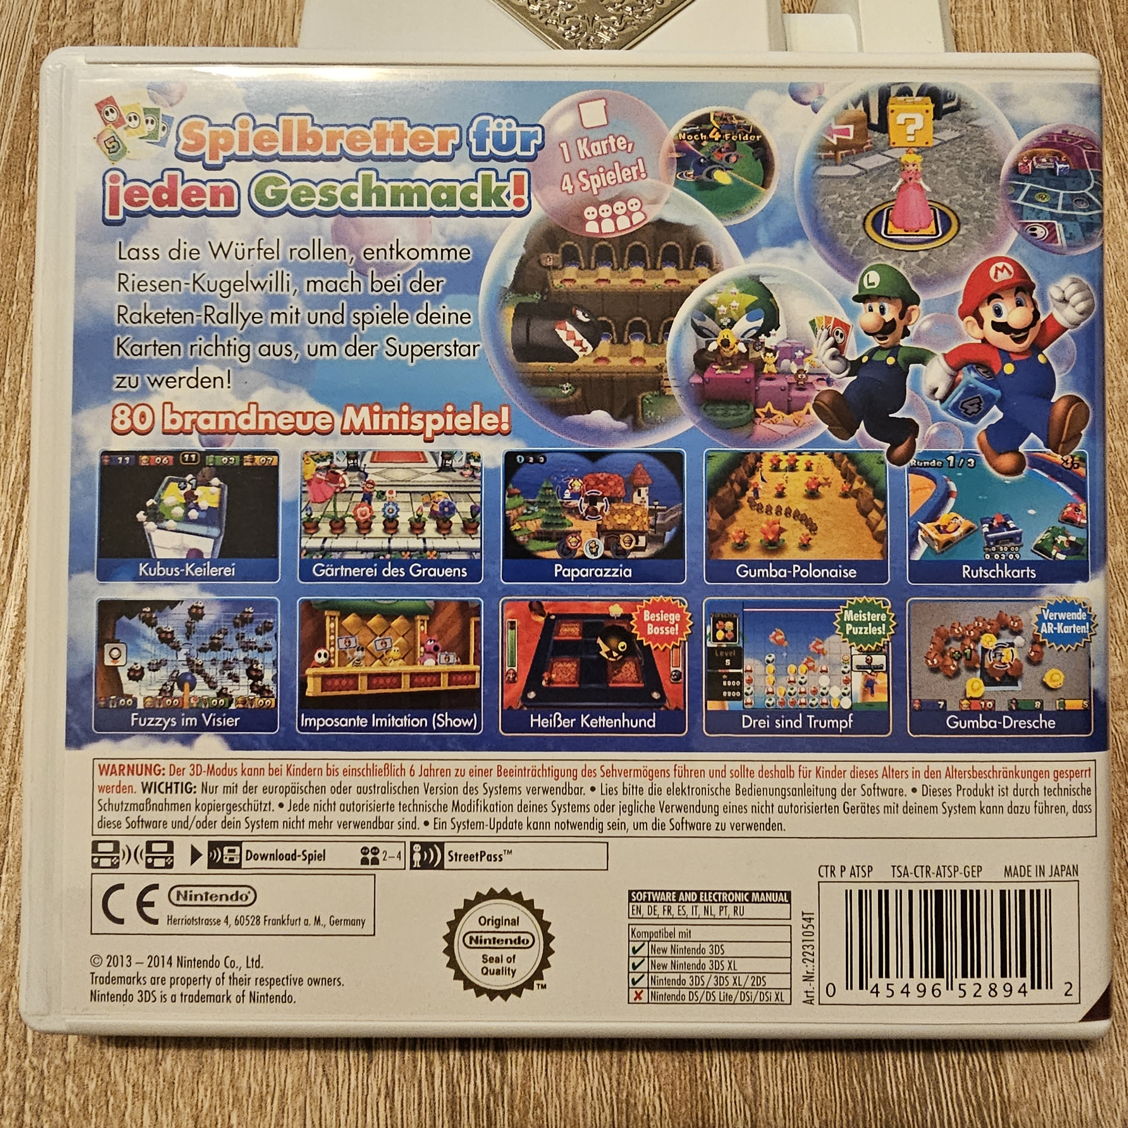 Spielbretter für
jeden Geschmack!
1 Karte,
4 Spieler!
Noch 4 Felder
Lass die Würfel rollen, entkomme
Riesen-Kugelwilli, mach bei der
Raketen-Rallye mit und spiele deine
Karten richtig aus, um der Superstar
zu werden!
80 brandneue Minispiele!
Runde 1/3
Kubus-Keilerei
Gärtnerei des Grauens
Paparazzia
Gumba-Polonaise
Rutschkarts
Besiege
Bosse!
Meistere
Puzzles!
Verwende
AR-Karten!
Level
5
Fuzzys im Visier
Imposante Imitation (Show)
Heißer Kettenhund
Drei sind Trumpf
Gumba-Dresche
WARNUNG: Der 3D-Modus kann bei Kindern bis einschließlich 6 Jahren zu einer Beeinträchtigung des Sehvermögens führen und sollte deshalb für Kinder dieses Alters in den Altersbeschränkungen gesperrt
werden. WICHTIG: Nur mit der europäischen oder australischen Version des Systems verwendbar. • Lies bitte die elektronische Bedienungsanleitung der Software. • Dieses Produkt ist durch technische
Schutzmaßnahmen kopiergeschützt. • Jede nicht autorisierte technische Modifikation deines Systems oder jegliche Verwendung eines nicht autorisierten Gerätes mit deinem System kann dazu führen, dass
diese Software und/oder dein System nicht mehr verwendbar sind. • Ein System-Update kann notwendig sein, um die Software zu verwenden.
Download-Spiel 2–4 StreetPass™
CTR P ATSP TSA-CTR-ATSP-GEP MADE IN JAPAN
CE Nintendo®
Herriotstrasse 4, 60528 Frankfurt a. M., Germany
© 2013 – 2014 Nintendo Co., Ltd.
Trademarks are property of their respective owners.
Nintendo 3DS is a trademark of Nintendo.
Original
Nintendo®
Seal of
Quality
™
SOFTWARE AND ELECTRONIC MANUAL
EN, DE, FR, ES, IT, NL, PT, RU
Kompatibel mit
New Nintendo 3DS
New Nintendo 3DS XL
Nintendo 3DS/3DS XL/2DS
Nintendo DS/DS Lite/DSi/DSi XL
Art.-Nr.:2231054T
0 45496 52894 2